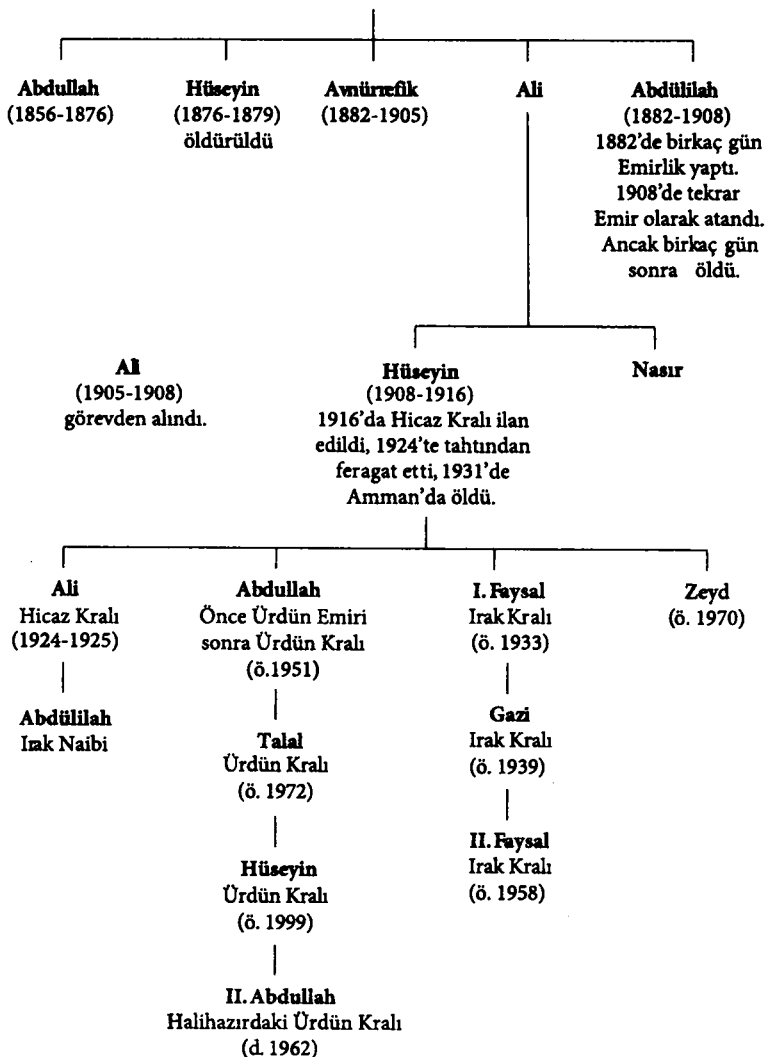 Abdullah
(1856-1876)
Hüseyin
(1876-1879)
öldürüldü
Avnürrefik
(1882-1905)
Ali
Abdülilah
(1882-1908)
1882'de birkaç gün
Emirlik yaptı.
1908'de tekrar
Emir olarak atandı.
Ancak birkaç gün
sonra öldü.
Ali
(1905-1908)
görevden alındı.
Hüseyin
(1908-1916)
1916'da Hicaz Kralı ilan
edildi, 1924'te tahtından
feragat etti, 1931'de
Amman'da öldü.
Nasır
Ali
Hicaz Kralı
(1924-1925)
Abdülilah
Irak Naibi
Abdullah
Önce Ürdün Emiri
sonra Ürdün Kralı
(ö.1951)
Talal
Ürdün Kralı
(ö. 1972)
Hüseyin
Ürdün Kralı
(ö. 1999)
II. Abdullah
Halihazırdaki Ürdün Kralı
(d. 1962)
I. Faysal
Irak Kralı
(ö. 1933)
Gazi
Irak Kralı
(ö. 1939)
II. Faysal
Irak Kralı
(ö. 1958)
Zeyd
(ö. 1970)